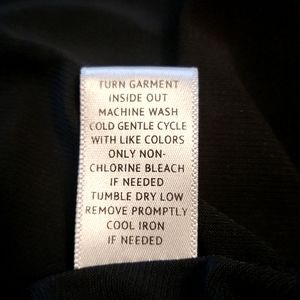 TURN GARMENT
INSIDE OUT
MACHINE WASH
COLD GENTLE CYCLE
WITH LIKE COLORS
ONLY NON-
CHLORINE BLEACH
IF NEEDED
TUMBLE DRY LOW
REMOVE PROMPTLY
COOL IRON
IF NEEDED